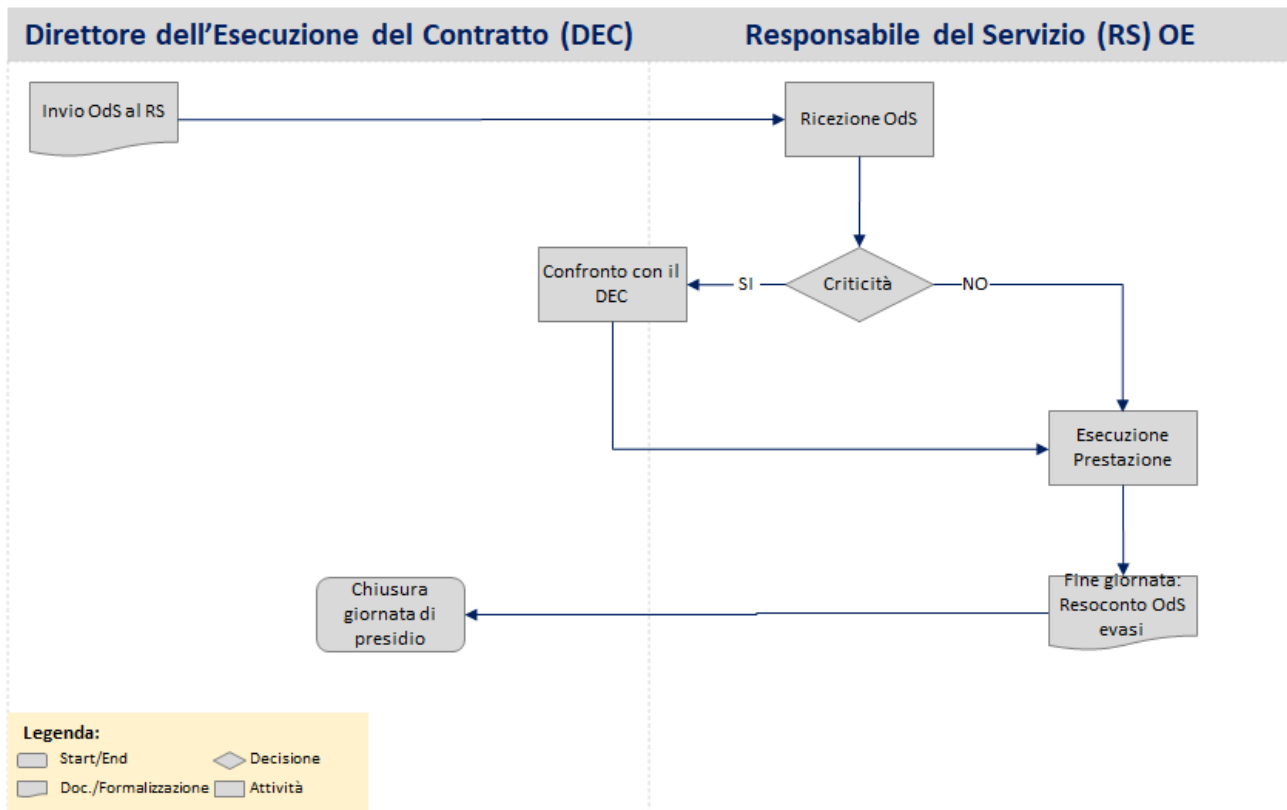 Direttore dell’Esecuzione del Contratto (DEC)
Responsabile del Servizio (RS) OE
Invio OdS al RS
Ricezione OdS
Confronto con il
DEC
SI
Criticità
NO
Esecuzione
Prestazione
Chiusura
giornata di
presidio
Fine giornata:
Resoconto OdS
evasi
Legenda:
Start/End
Decisione
Doc./Formalizzazione
Attività